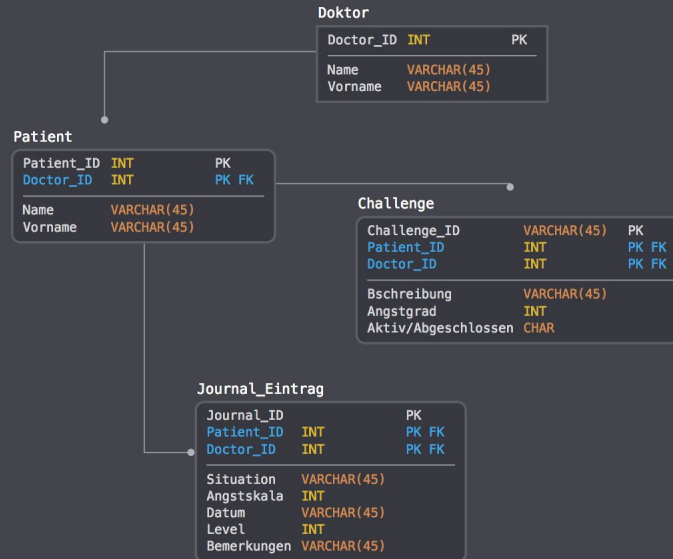 Doktor
Doctor_ID INT PK
Name VARCHAR(45)
Vorname VARCHAR(45)
Patient
Patient_ID INT PK
Doctor_ID INT PK FK
Name VARCHAR(45)
Vorname VARCHAR(45)
Challenge
Challenge_ID VARCHAR(45) PK
Patient_ID INT PK FK
Doctor_ID INT PK FK
Bschreibung VARCHAR(45)
Angstgrad INT
Aktiv/Abgeschlossen CHAR
Journal_Eintrag
Journal_ID PK
Patient_ID INT PK FK
Doctor_ID INT PK FK
Situation VARCHAR(45)
Angstskala INT
Datum VARCHAR(45)
Level INT
Bemerkungen VARCHAR(45)